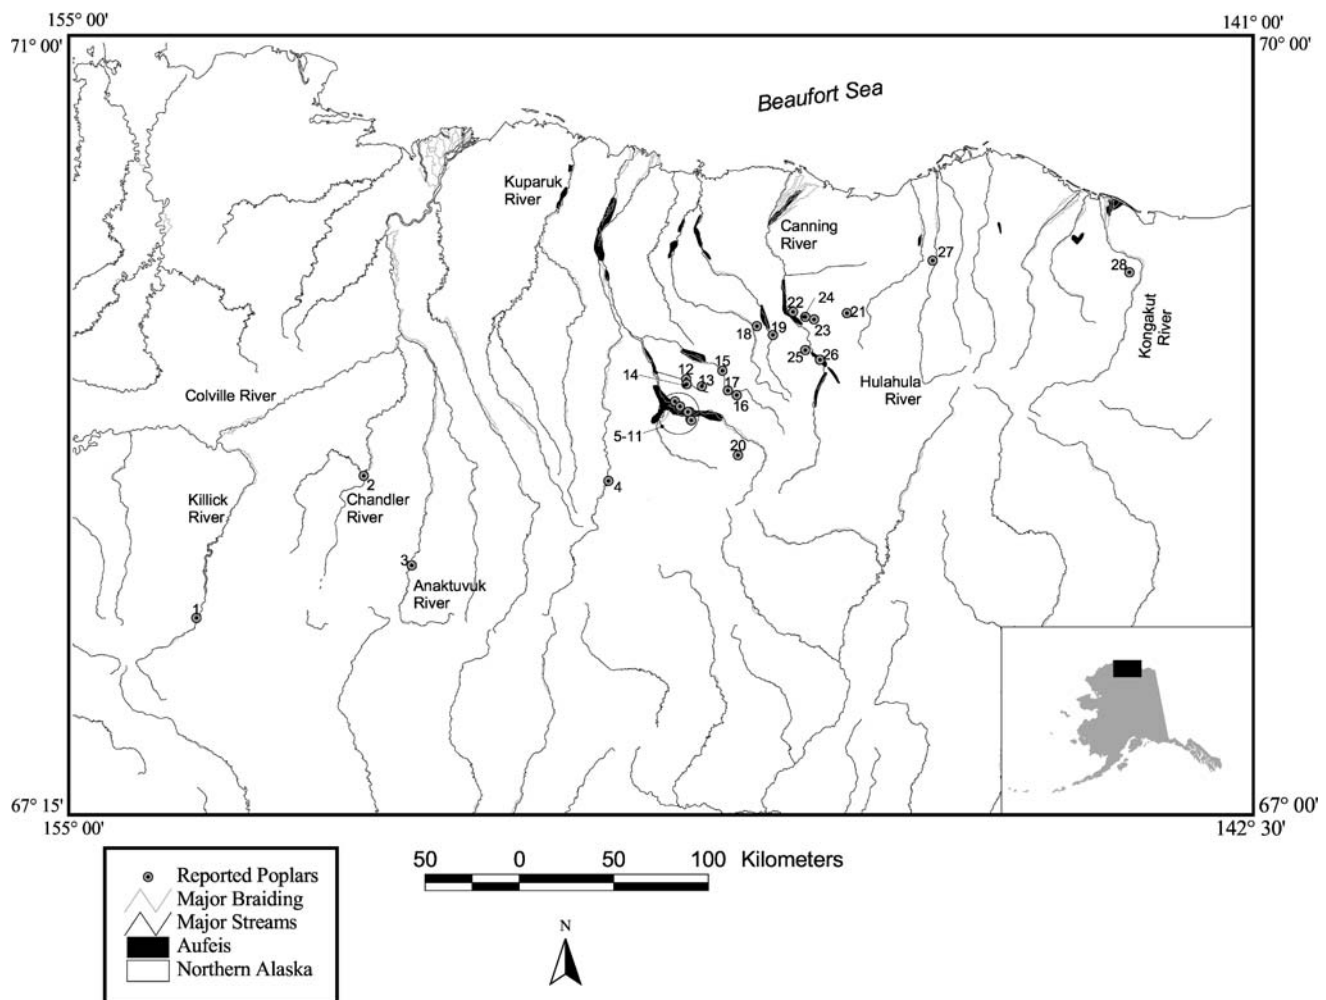 155° 00'
141° 00'
71° 00'
70° 00'
Beaufort Sea
Kuparuk
River
Canning
River
27
28
Kongakut
River
22
24
21
23
18
19
25
26
15
12
14
13
17
16
Hulahula
River
Colville River
5-11
20
4
2
Killick
River
Chandler
River
3
Anaktuvuk
River
1
67° 15'
67° 00'
155° 00'
142° 30'
50 0 50 100 Kilometers
Reported Poplars
Major Braiding
Major Streams
Aufeis
Northern Alaska
N